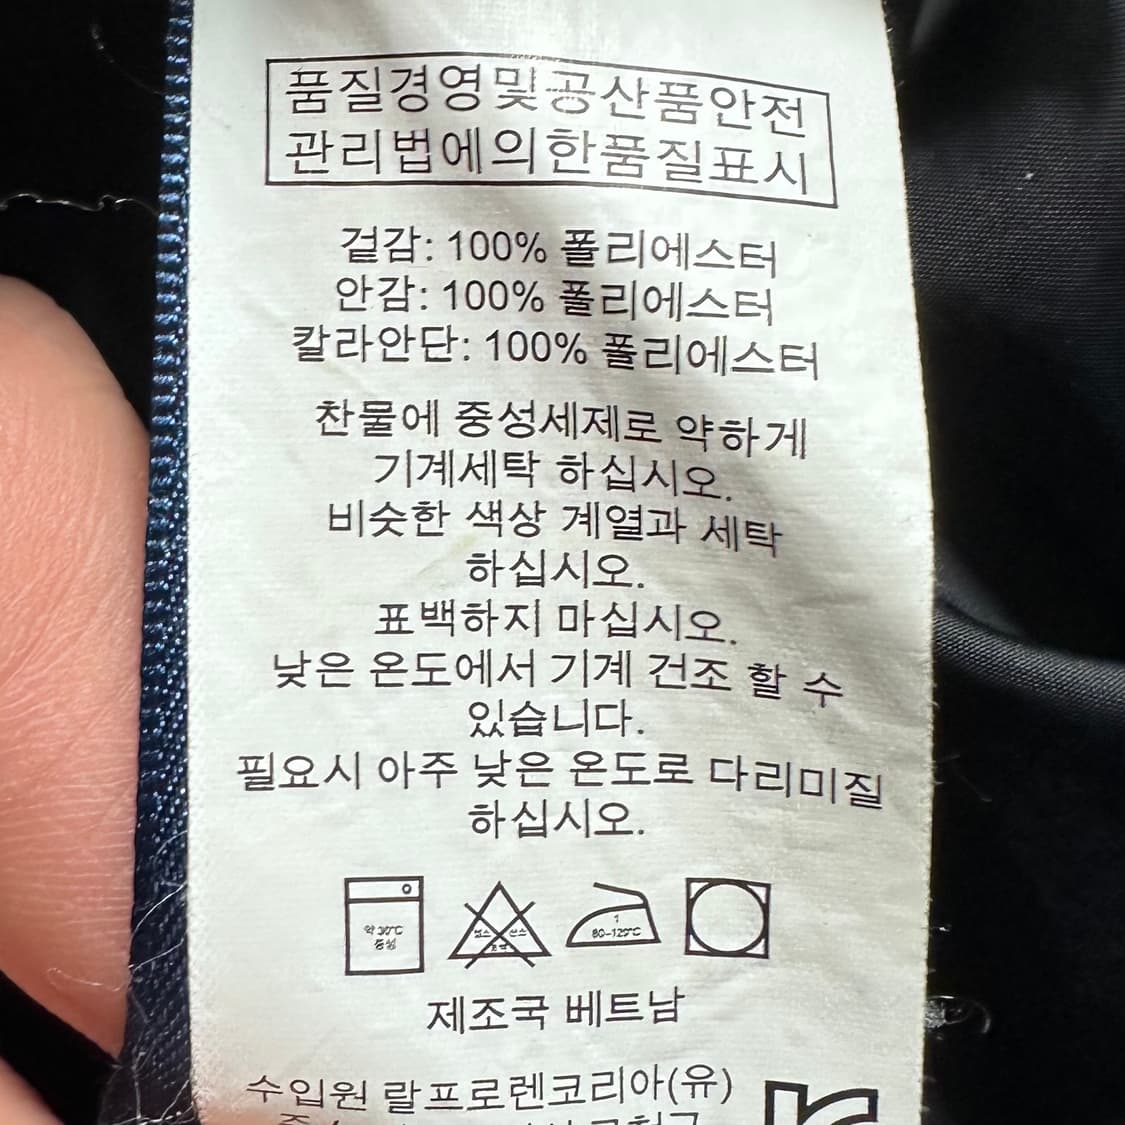 품질경영및공산품안전
관리법에의한품질표시
겉감: 100% 폴리에스터
안감: 100% 폴리에스터
칼라안단: 100% 폴리에스터
찬물에 중성세제로 약하게
기계세탁 하십시오.
비슷한 색상 계열과 세탁
하십시오.
표백하지 마십시오.
낮은 온도에서 기계 건조 할 수
있습니다.
필요시 아주 낮은 온도로 다리미질
하십시오.
약 30℃
중성
염소 산소
표백
1
80-120℃
제조국 베트남
수입원 랄프로렌코리아(유)